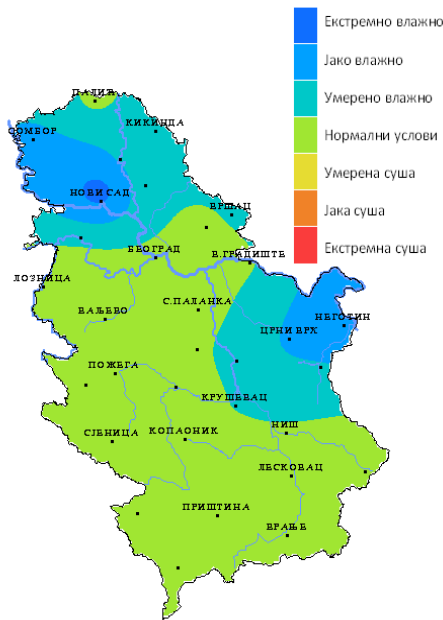 Екстремно влажно
Јако влажно
Умерено влажно
Нормални услови
Умерена суша
Јака суша
Екстремна суша
ПАЛИЋ
СОМБОР
КИКИНДА
НОВИ САД
ВРШАЦ
БЕОГРАД
В.ГРАДИШТЕ
ЛОЗНИЦА
ВАЉЕВО
С.ПАЛАНКА
НЕГОТИН
ЦРНИ ВРХ
ПОЖЕГА
КРУШЕВАЦ
СЈЕНИЦА
КОПАОНИК
НИШ
ЛЕСКОВАЦ
ПРИШТИНА
ВРАЊЕ